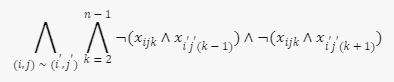 ⋀_{(i,j) ~ (i′,j′)} ⋀_{k=2}^{n−1} ¬(x_{ijk} ∧ x_{i′j′(k−1)}) ∧ ¬(x_{ijk} ∧ x_{i′j′(k+1)})